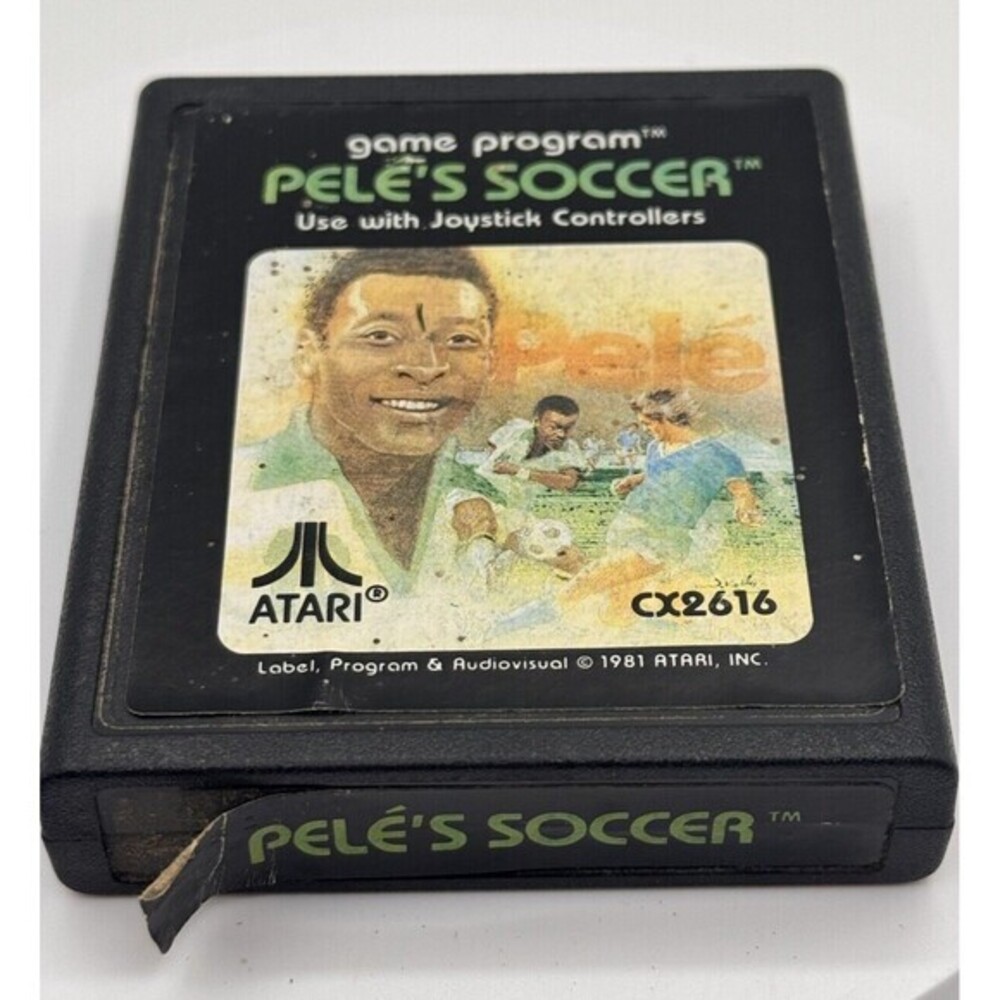 game program™
PELÉ'S SOCCER™
Use with Joystick Controllers
Pelé
ATARI®
CX2616
Label, Program & Audiovisual © 1981 ATARI, INC.
PELÉ'S SOCCER™